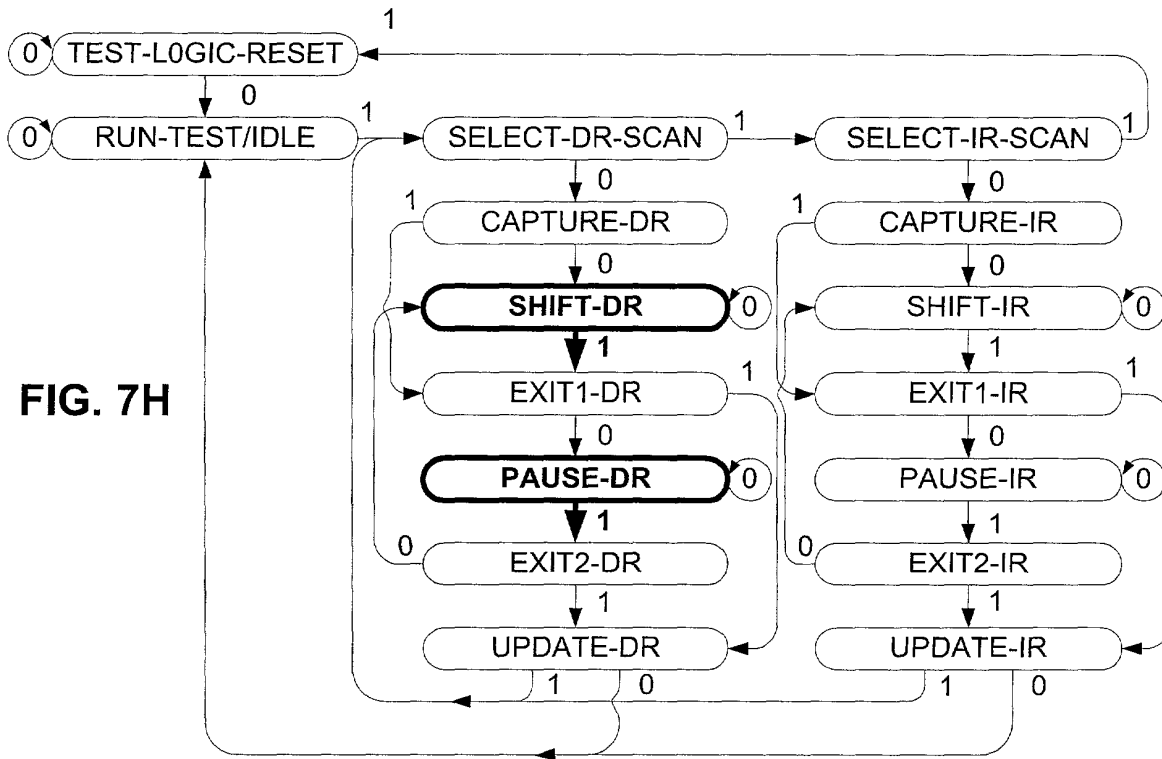 1
0 TEST-L0GIC-RESET
0
0 RUN-TEST/IDLE 1 SELECT-DR-SCAN 1 SELECT-IR-SCAN 1
0 0
1 CAPTURE-DR 1 CAPTURE-IR
0 0
SHIFT-DR 0 SHIFT-IR 0
1 1
FIG. 7H
EXIT1-DR 1 EXIT1-IR 1
0 0
PAUSE-DR 0 PAUSE-IR 0
1 1
0 EXIT2-DR 0 EXIT2-IR
1 1
UPDATE-DR UPDATE-IR
1 0 1 0